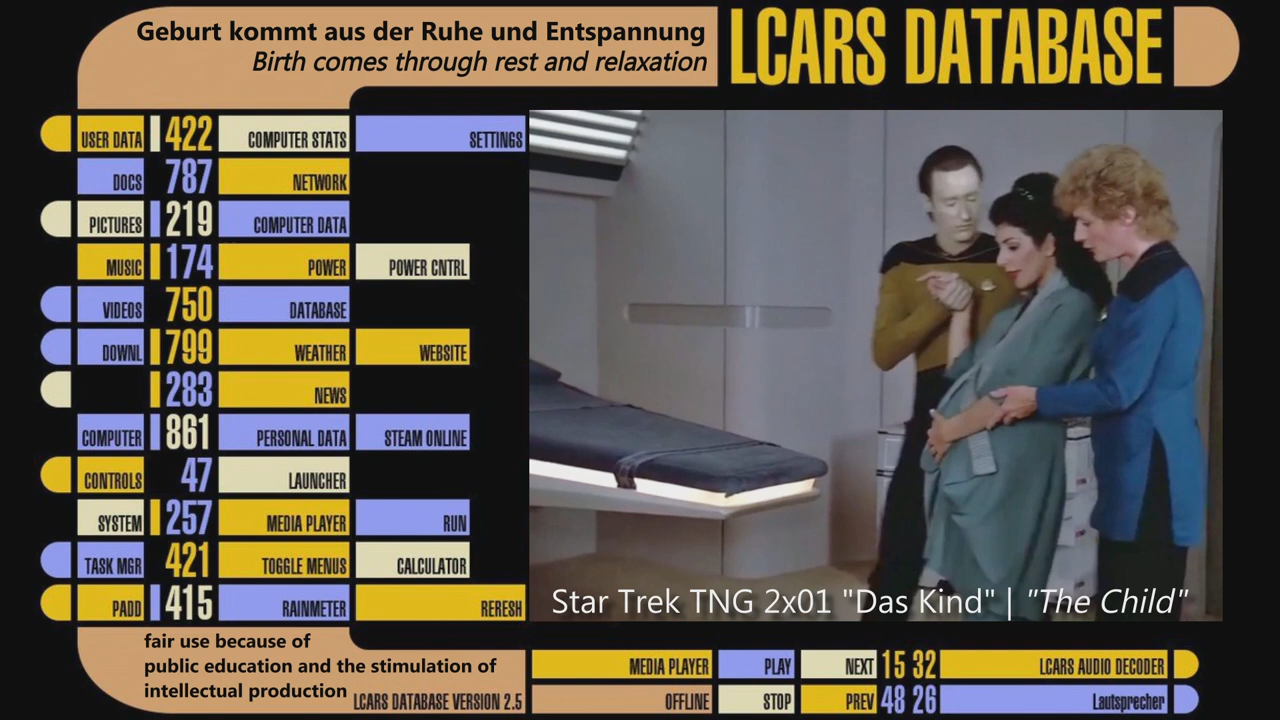 Geburt kommt aus der Ruhe und Entspannung
Birth comes through rest and relaxation
LCARS DATABASE
USER DATA 422 COMPUTER STATS SETTINGS
DOCS 787 NETWORK
PICTURES 219 COMPUTER DATA
MUSIC 174 POWER POWER CNTRL
VIDEOS 750 DATABASE
DOWNL 799 WEATHER WEBSITE
283 NEWS
COMPUTER 861 PERSONAL DATA STEAM ONLINE
CONTROLS 47 LAUNCHER
SYSTEM 257 MEDIA PLAYER RUN
TASK MGR 421 TOGGLE MENUS CALCULATOR
PADD 415 RAINMETER RERESH
Star Trek TNG 2x01 "Das Kind" | "The Child"
fair use because of
public education and the stimulation of
intellectual production
LCARS DATABASE VERSION 2.5
MEDIA PLAYER PLAY NEXT 15 32 LCARS AUDIO DECODER
OFFLINE STOP PREV 48 26 Lautsprecher